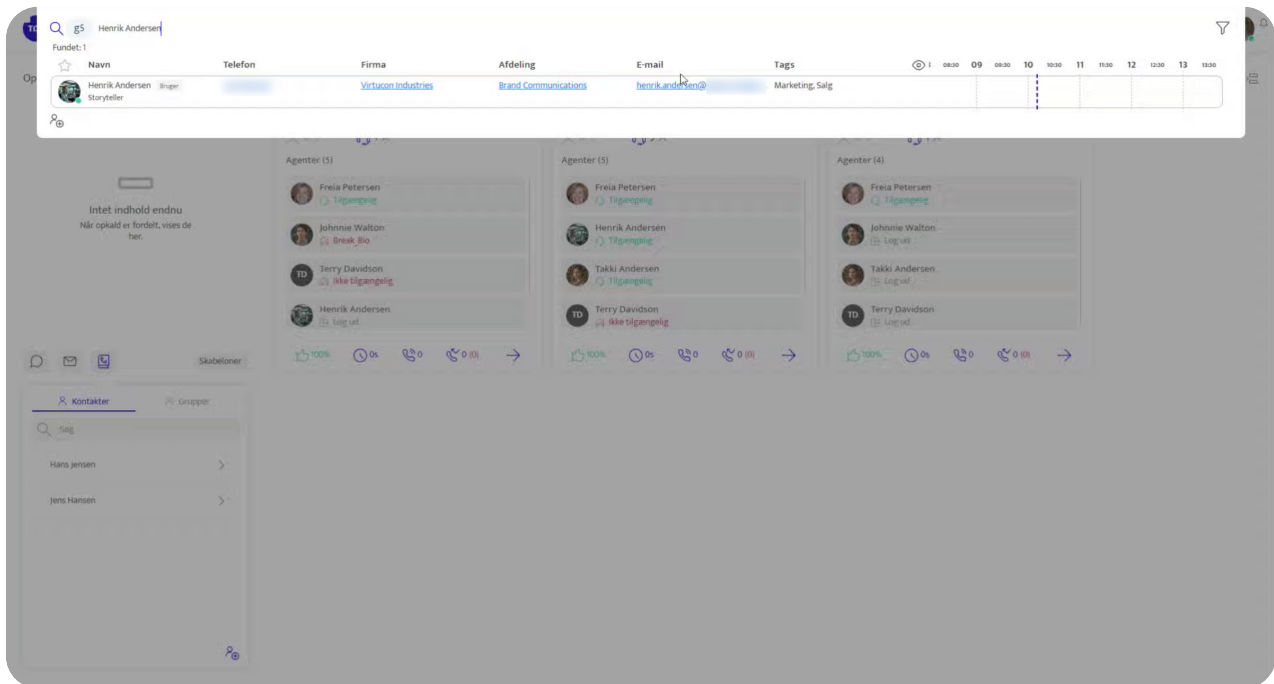 g5 Henrik Andersen
Fundet: 1
Navn Telefon Firma Afdeling E-mail Tags 08:30 09 09:30 10 10:30 11 11:30 12 12:30 13 13:30
Henrik Andersen Bruger Virtucon Industries Brand Communications henrik.andersen@ Marketing, Salg
Storyteller
Agenter (5)
Freia Petersen
Tilgængelig
Johnnie Walton
Break_Bio
TD Terry Davidson
Ikke tilgængelig
Henrik Andersen
Log ud
100% 0s 0 0 (0)
Agenter (5)
Freia Petersen
Tilgængelig
Henrik Andersen
Tilgængelig
Takki Andersen
Tilgængelig
TD Terry Davidson
Ikke tilgængelig
100% 0s 0 0 (0)
Agenter (4)
Freia Petersen
Tilgængelig
Johnnie Walton
Log ud
Takki Andersen
Log ud
TD Terry Davidson
Log ud
100% 0s 0 0 (0)
Intet indhold endnu
Når opkald er fordelt, vises de
her.
Skabeloner
Kontakter Grupper
Søg
Hans Jensen
Jens Hansen